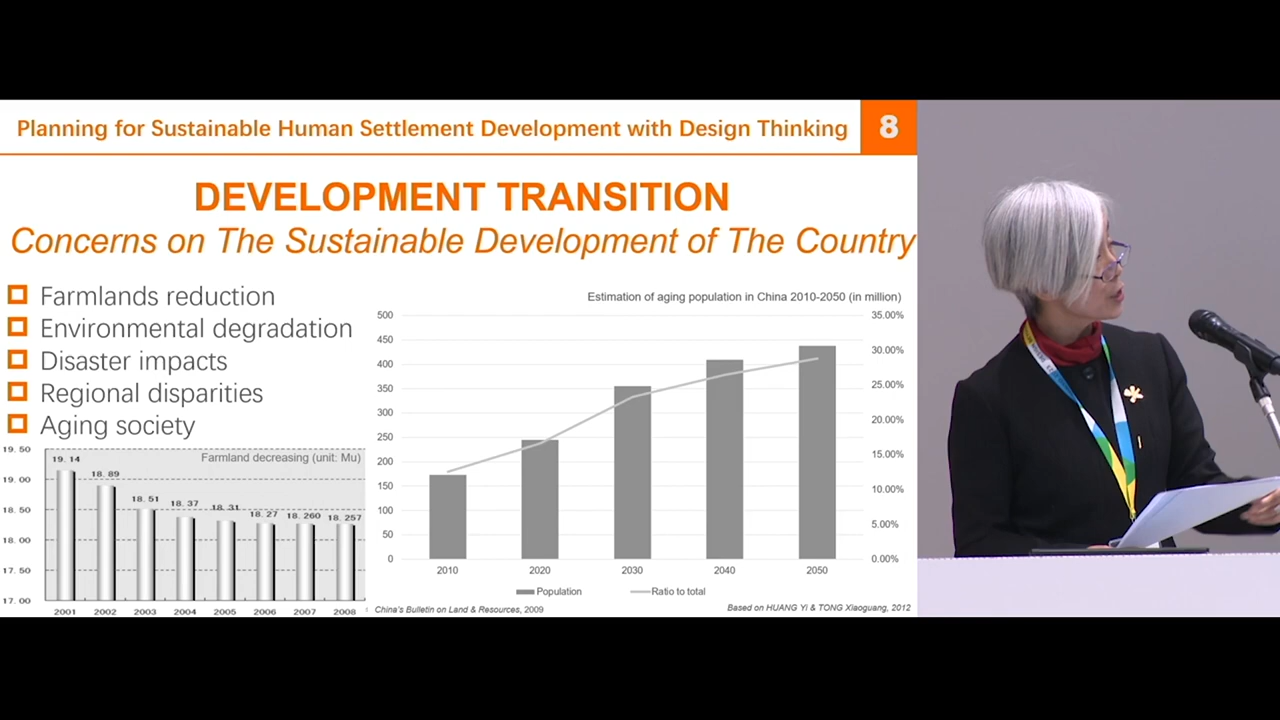 Planning for Sustainable Human Settlement Development with Design Thinking
8
DEVELOPMENT TRANSITION
Concerns on The Sustainable Development of The Country
Farmlands reduction
Environmental degradation
Disaster impacts
Regional disparities
Aging society
Farmland decreasing (unit: Mu)
19.50
19.00
18.50
18.00
17.50
17.00
19.14
18.89
18.51
18.37
18.31
18.27
18.260
18.257
2001 2002 2003 2004 2005 2006 2007 2008
China's Bulletin on Land & Resources, 2009
Estimation of aging population in China 2010-2050 (in million)
500
450
400
350
300
250
200
150
100
50
0
35.00%
30.00%
25.00%
20.00%
15.00%
10.00%
5.00%
0.00%
2010 2020 2030 2040 2050
Population Ratio to total
Based on HUANG Yi & TONG Xiaoguang, 2012